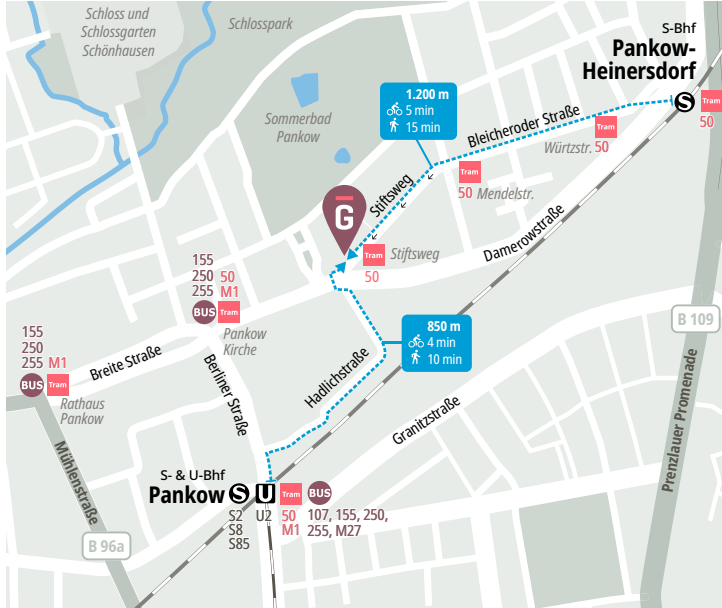 Schloss und
Schlossgarten
Schönhausen
Schlosspark
S-Bhf
Pankow-
Heinersdorf
S
Tram
50
1.200 m
5 min
15 min
Sommerbad
Pankow
Bleicheroder Straße
Würtzstr.
Tram
50
Tram
50
Mendelstr.
Stiftsweg
G
Tram
50
Stiftsweg
Damerowstraße
155
250
255
50
M1
BUS
Tram
Pankow
Kirche
B 109
155
250
255
M1
BUS
Tram
Rathaus
Pankow
Breite Straße
Berliner Straße
850 m
4 min
10 min
Hadlichstraße
Granitzstraße
Prenzlauer Promenade
Mühlenstraße
B 96a
S- & U-Bhf
Pankow
S
U
Tram
BUS
S2
S8
S85
U2
50
M1
107, 155, 250,
255, M27